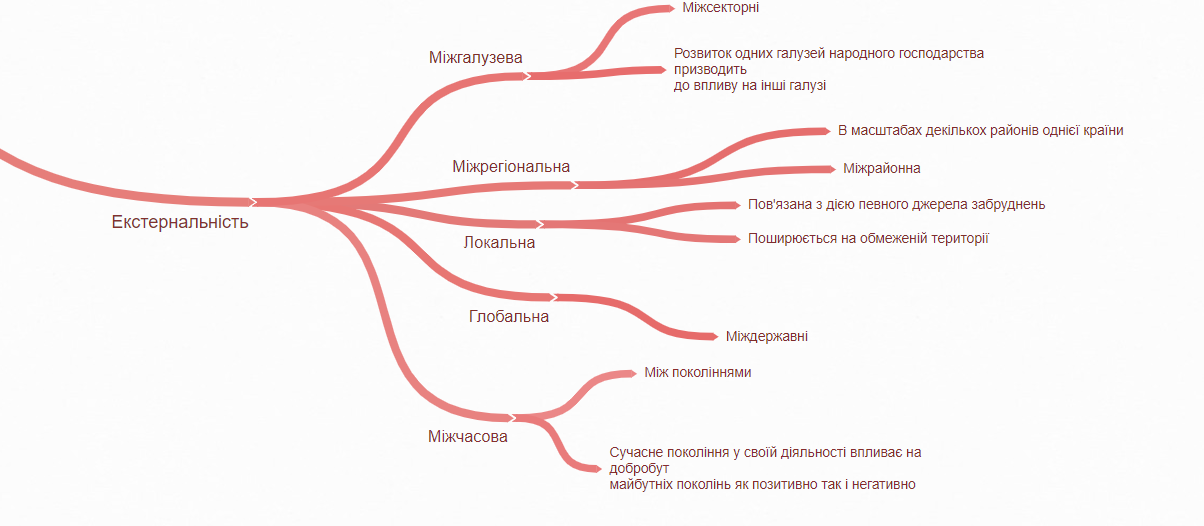 Міжсекторні
Міжгалузева
Розвиток одних галузей народного господарства
призводить
до впливу на інші галузі
В масштабах декількох районів однієї країни
Міжрегіональна
Міжрайонна
Екстернальність
Пов'язана з дією певного джерела забруднень
Локальна
Поширюється на обмеженій території
Глобальна
Міждержавні
Між поколіннями
Міжчасова
Сучасне покоління у своїй діяльності впливає на
добробут
майбутніх поколінь як позитивно так і негативно